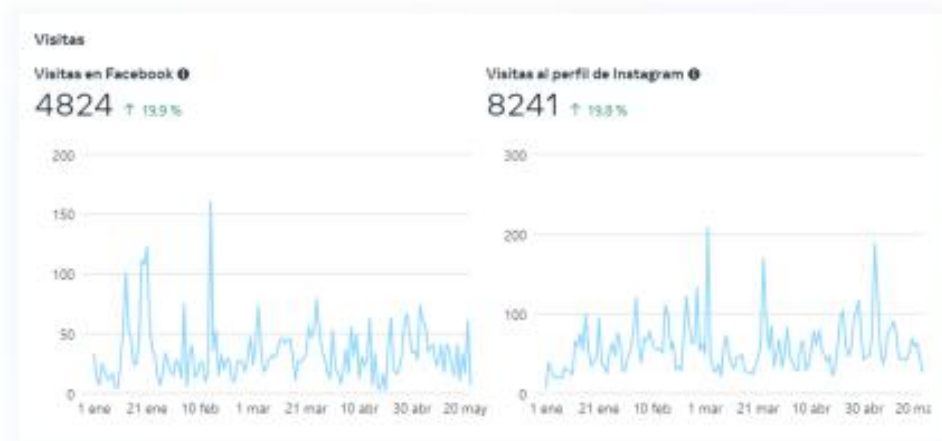 Visitas
Visitas en Facebook
4824 ↑ 19.9 %
200
150
100
50
0
1 ene 21 ene 10 feb 1 mar 21 mar 10 abr 30 abr 20 may
Visitas al perfil de Instagram
8241 ↑ 19.8 %
300
200
100
0
1 ene 21 ene 10 feb 1 mar 21 mar 10 abr 30 abr 20 ma